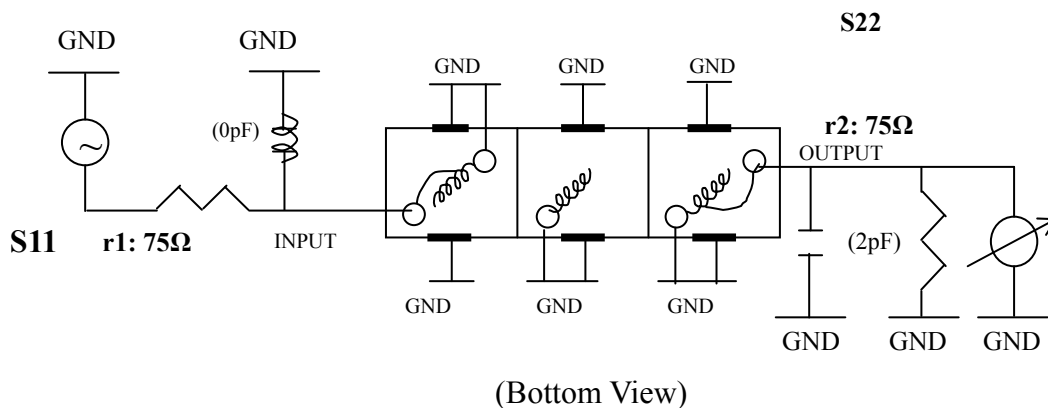 S22
GND
GND
GND
GND
GND
(0pF)
r2: 75Ω
OUTPUT
S11
r1: 75Ω
INPUT
(2pF)
GND
GND
GND
GND
GND
GND
(Bottom View)